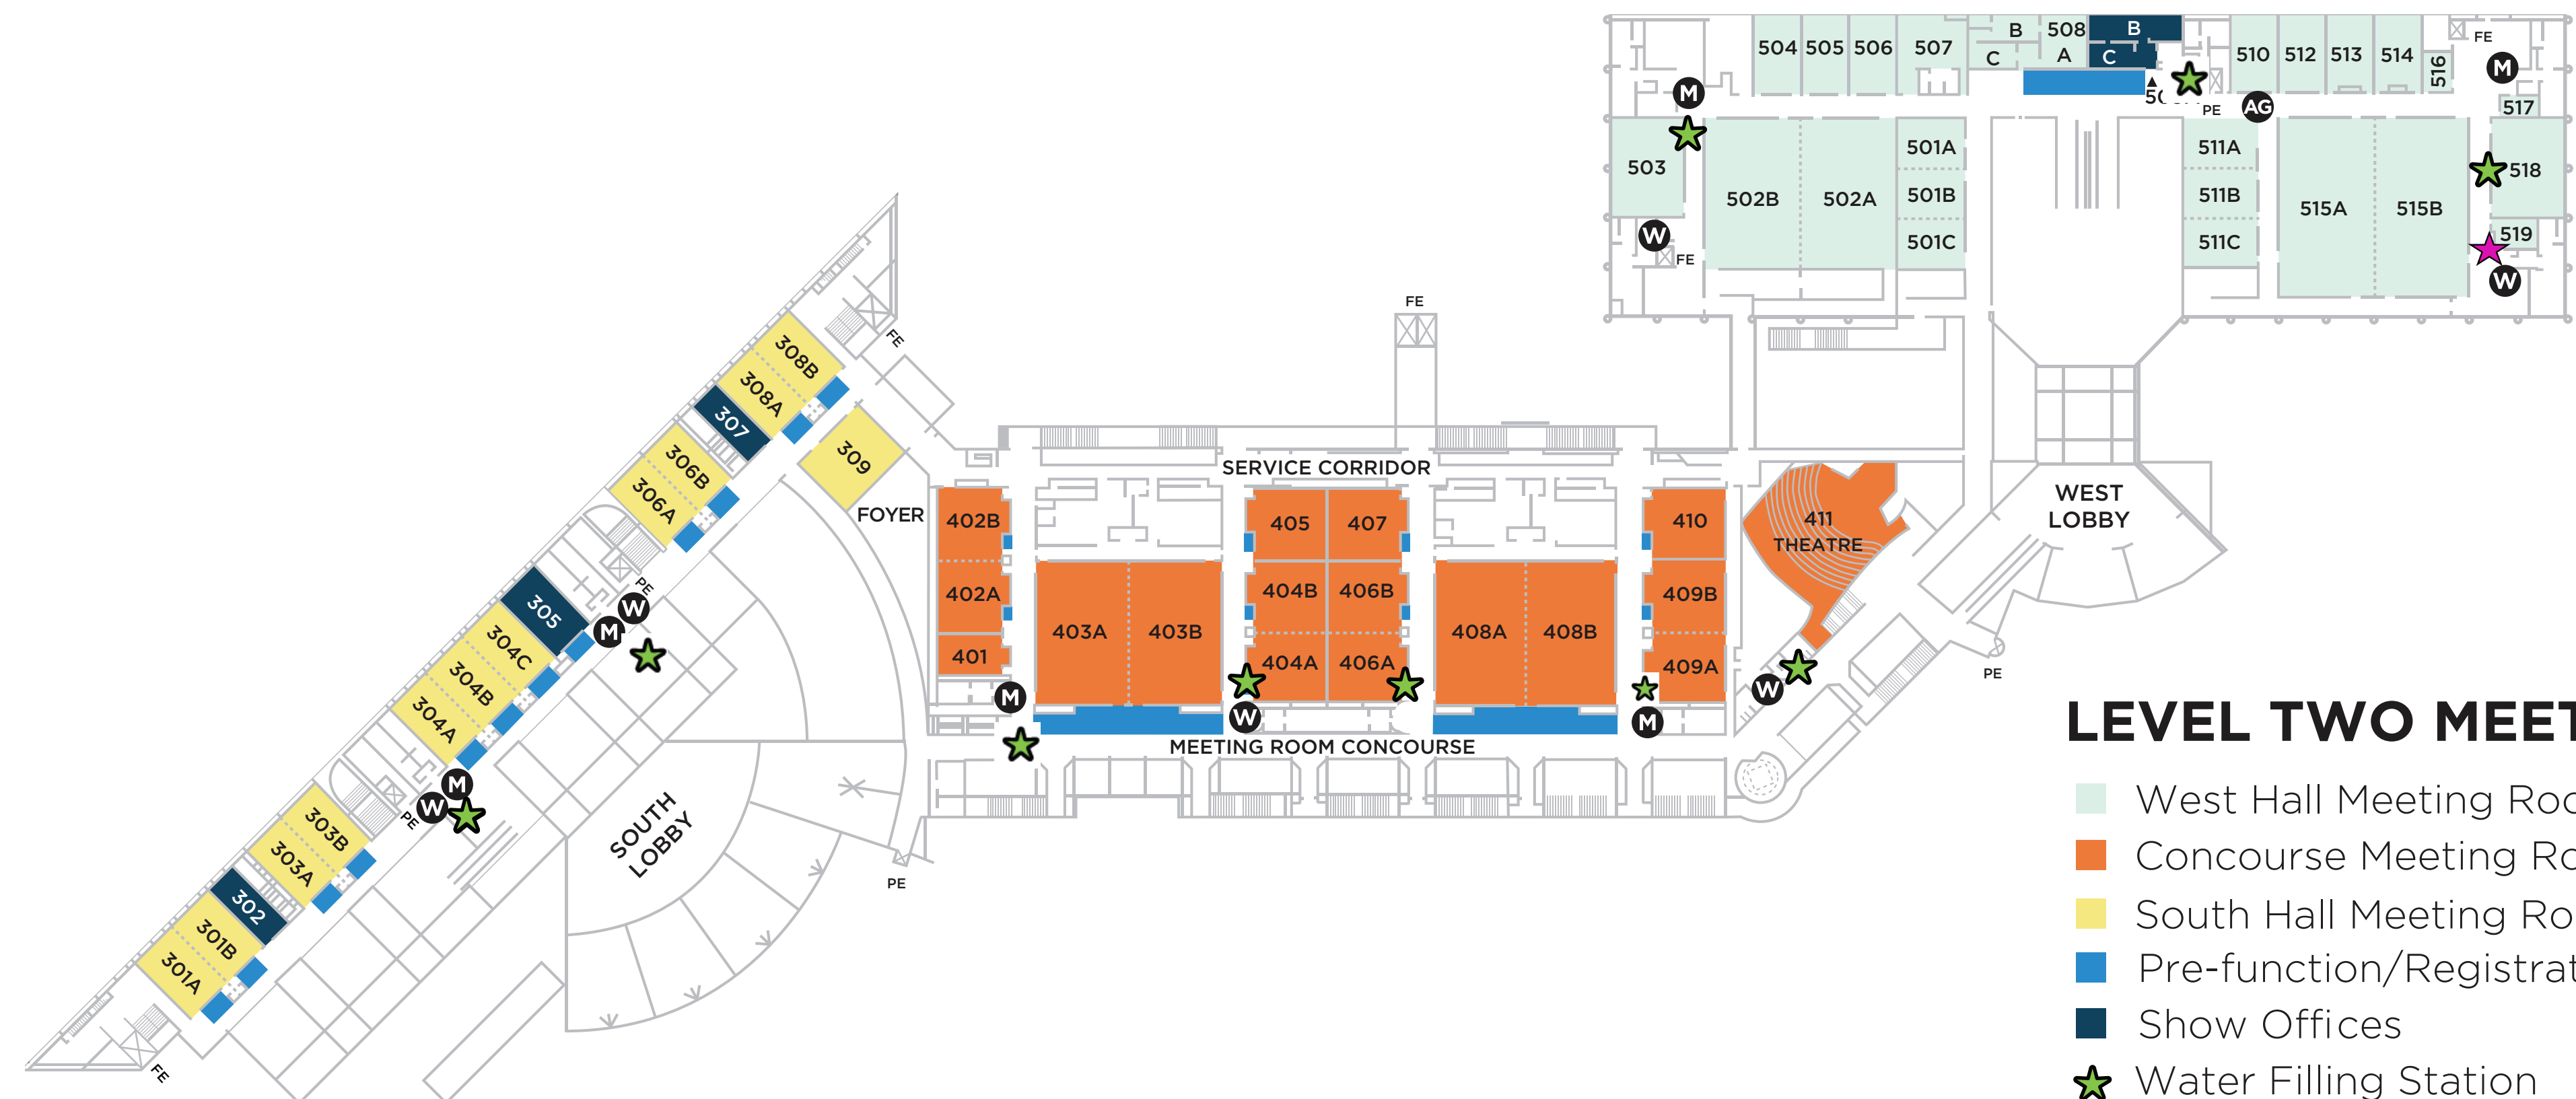 504
505
506
507
B
C
508
A
B
C
510
512
513
514
516
FE
M
517
M
PE
AG
503
502B
502A
501A
501B
501C
511A
511B
511C
515A
515B
518
519
W
W
FE
FE
308B
308A
307
FE
309
306B
306A
FOYER
SERVICE CORRIDOR
402B
402A
401
403A
403B
405
407
404B
406B
404A
406A
408A
408B
410
409B
409A
411
THEATRE
WEST
LOBBY
PE
305
304C
304B
304A
PE
W
M
M
W
PE
M
W
M
W
MEETING ROOM CONCOURSE
SOUTH
LOBBY
PE
303B
303A
302
301B
301A
FE
LEVEL TWO MEET
West Hall Meeting Roo
Concourse Meeting Ro
South Hall Meeting Ro
Pre-function/Registrat
Show Offices
Water Filling Station